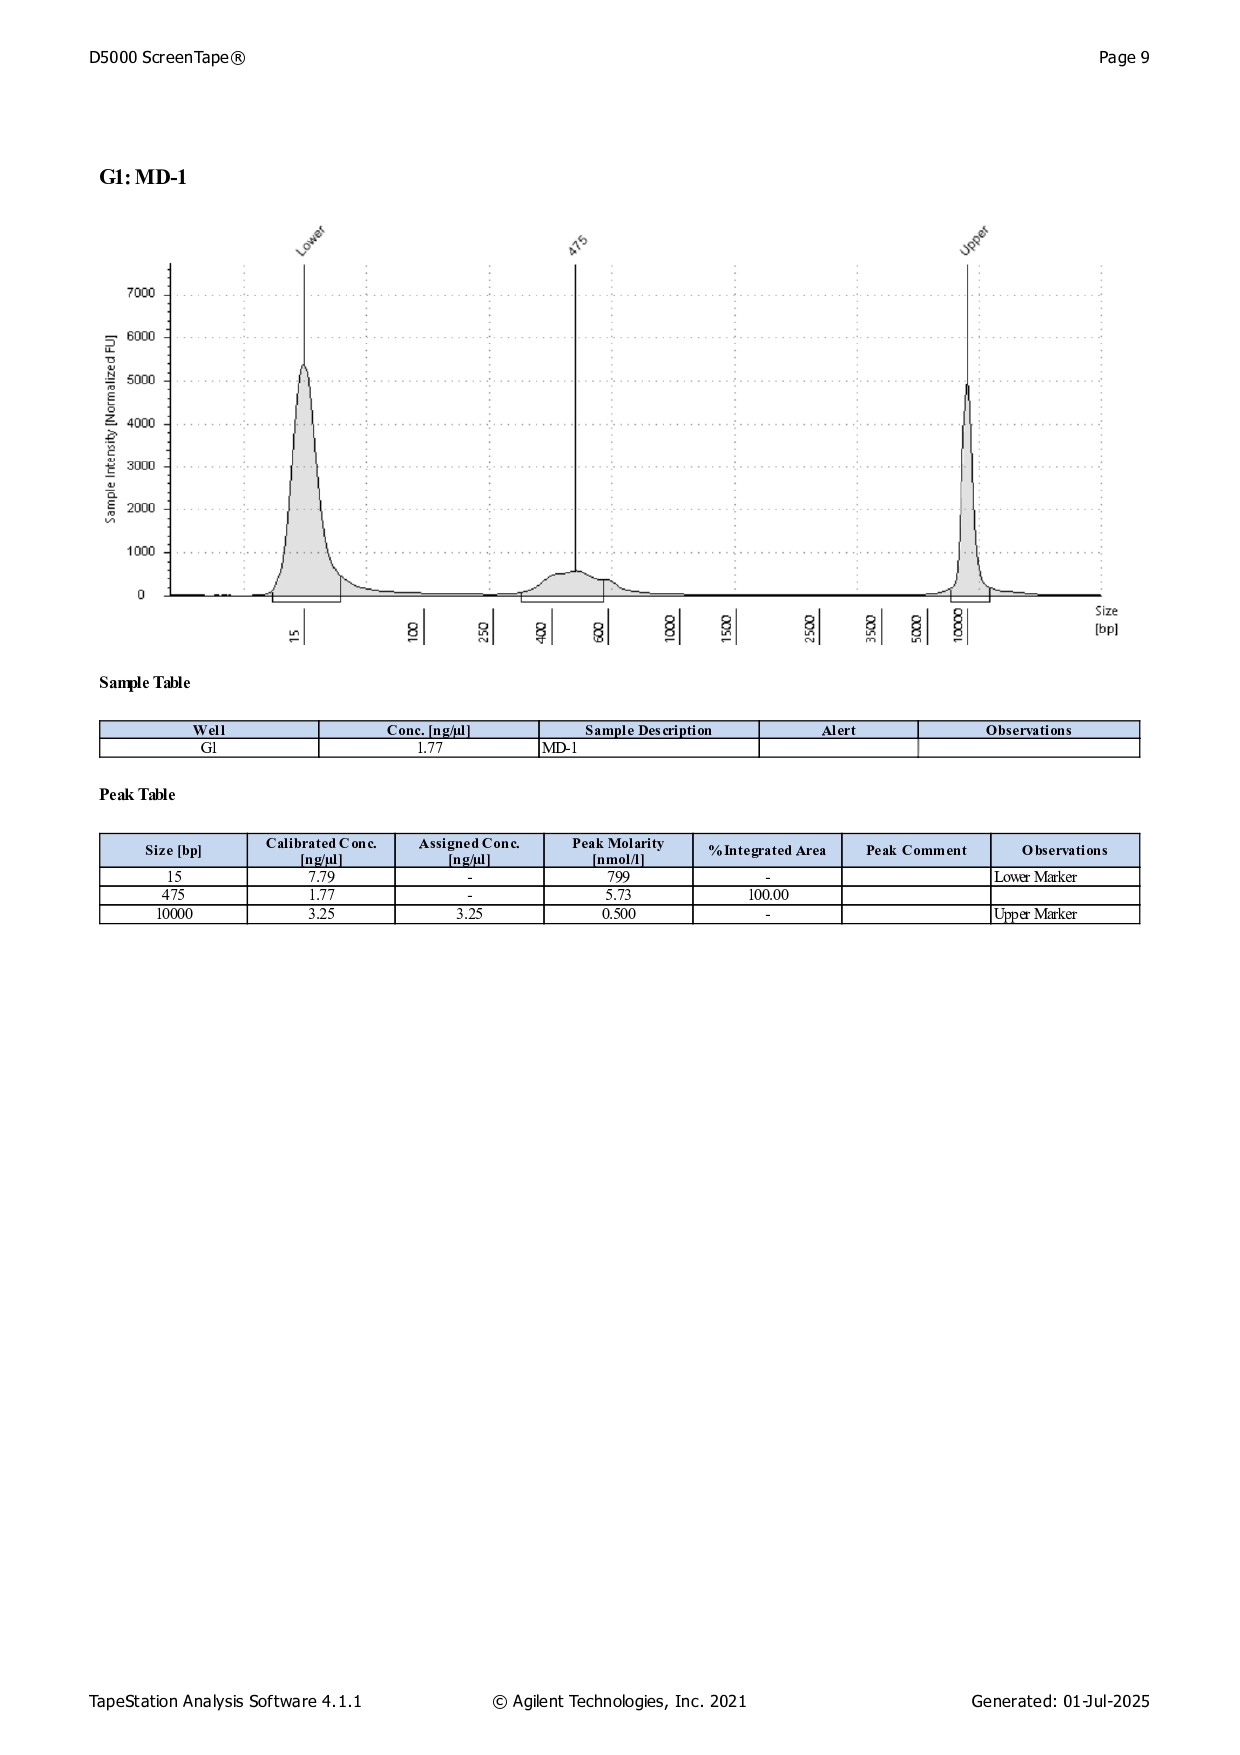 D5000 ScreenTape® Page 9
G1: MD-1
Lower 475 Upper
Sample Intensity [Normalized FU]
7000
6000
5000
4000
3000
2000
1000
0
15 100 250 400 600 1000 1500 2500 3500 5000 10000
Size
[bp]
Sample Table
Well Conc. [ng/µl] Sample Description Alert Observations
G1 1.77 MD-1
Peak Table
Size [bp] Calibrated Conc. [ng/µl] Assigned Conc. [ng/µl] Peak Molarity [nmol/l] % Integrated Area Peak Comment Observations
15 7.79 - 799 - Lower Marker
475 1.77 - 5.73 100.00
10000 3.25 3.25 0.500 - Upper Marker
TapeStation Analysis Software 4.1.1 © Agilent Technologies, Inc. 2021 Generated: 01-Jul-2025